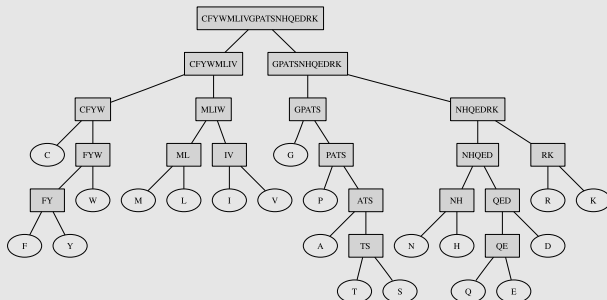 CFYWMLIVGPATSNHQEDRK
CFYWMLIV GPATSNHQEDRK
CFYW MLIW GPATS NHQEDRK
C FYW ML IV G PATS NHQED RK
FY W M L I V P ATS NH QED R K
F Y A TS N H QE D
T S Q E